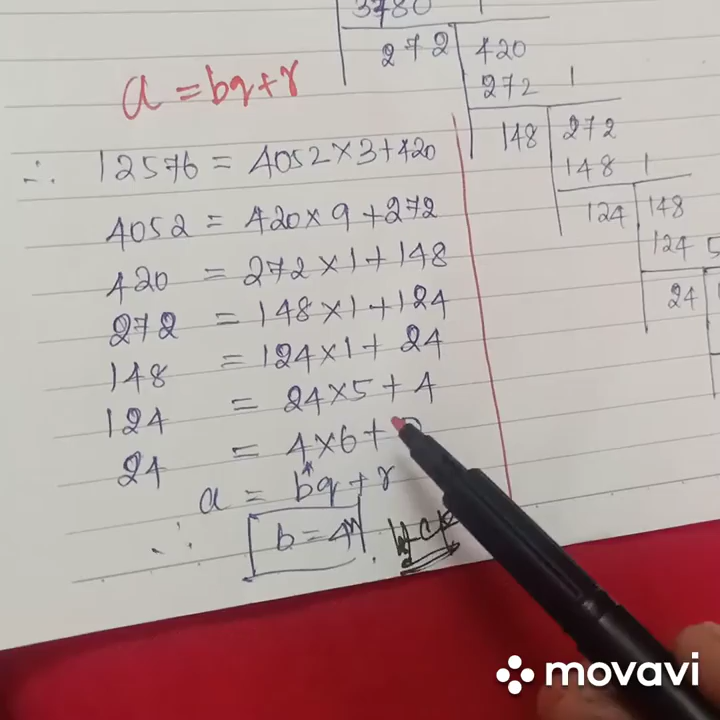 3780 1
272 420
272 1
148 272
148 1
124 148
124 5
24
a = bq + r
∴ 12576 = 4052 × 3 + 420
4052 = 420 × 9 + 272
420 = 272 × 1 + 148
272 = 148 × 1 + 124
148 = 124 × 1 + 24
124 = 24 × 5 + 4
24 = 4 × 6 +
a = bq + r
∴ b = 4
movavi